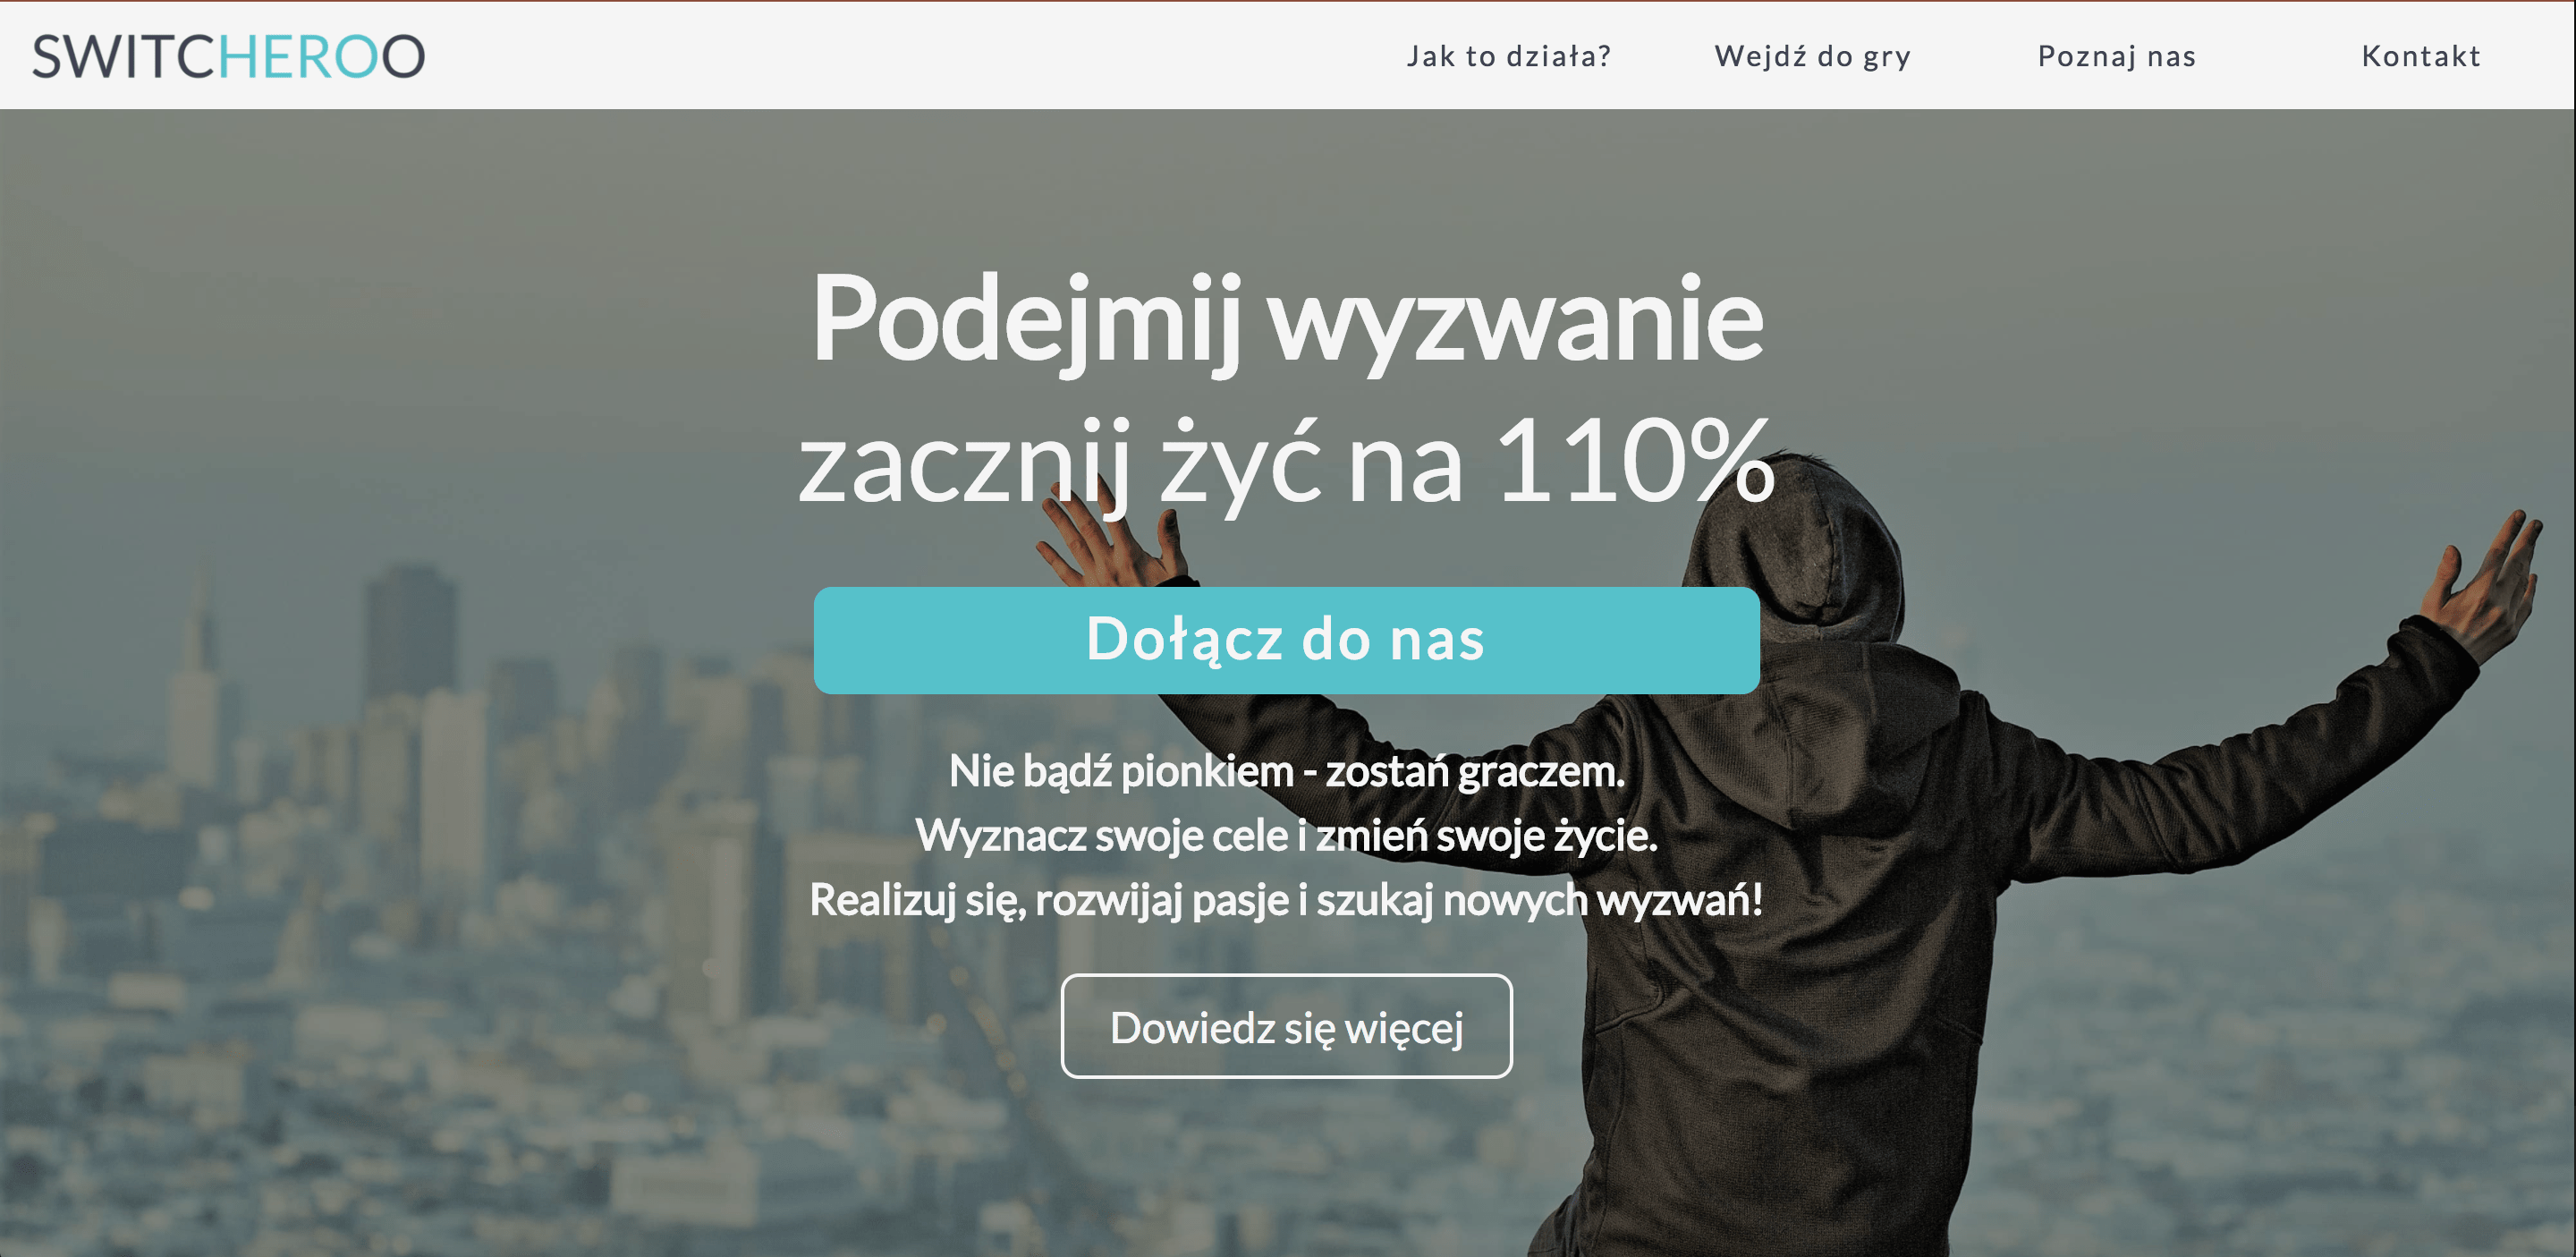 SWITCHEROO
Jak to działa?
Wejdź do gry
Poznaj nas
Kontakt
Podejmij wyzwanie
zacznij żyć na 110%
Dołącz do nas
Nie bądź pionkiem - zostań graczem.
Wyznacz swoje cele i zmień swoje życie.
Realizuj się, rozwijaj pasje i szukaj nowych wyzwań!
Dowiedz się więcej